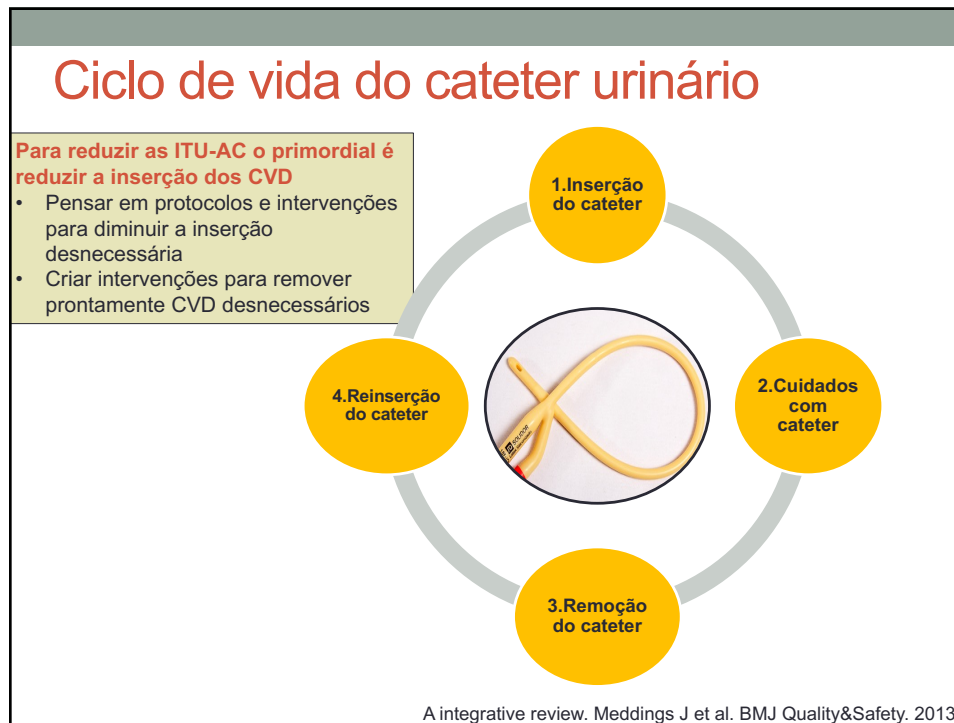 Ciclo de vida do cateter urinário
Para reduzir as ITU-AC o primordial é
reduzir a inserção dos CVD
• Pensar em protocolos e intervenções
para diminuir a inserção
desnecessária
• Criar intervenções para remover
prontamente CVD desnecessários
1.Inserção
do cateter
2.Cuidados
com
cateter
3.Remoção
do cateter
4.Reinserção
do cateter
SOLIDOR
A integrative review. Meddings J et al. BMJ Quality&Safety. 2013